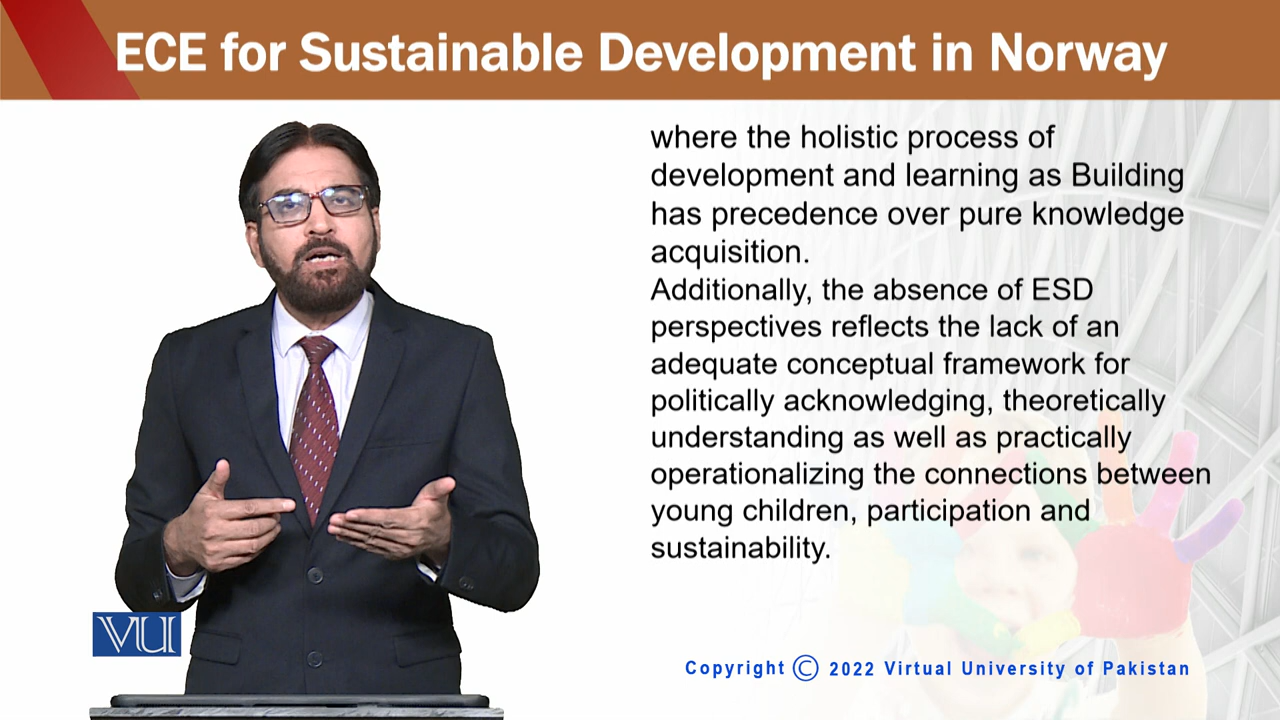 ECE for Sustainable Development in Norway
where the holistic process of
development and learning as Building
has precedence over pure knowledge
acquisition.
Additionally, the absence of ESD
perspectives reflects the lack of an
adequate conceptual framework for
politically acknowledging, theoretically
understanding as well as practically
operationalizing the connections between
young children, participation and
sustainability.
VU
Copyright © 2022 Virtual University of Pakistan